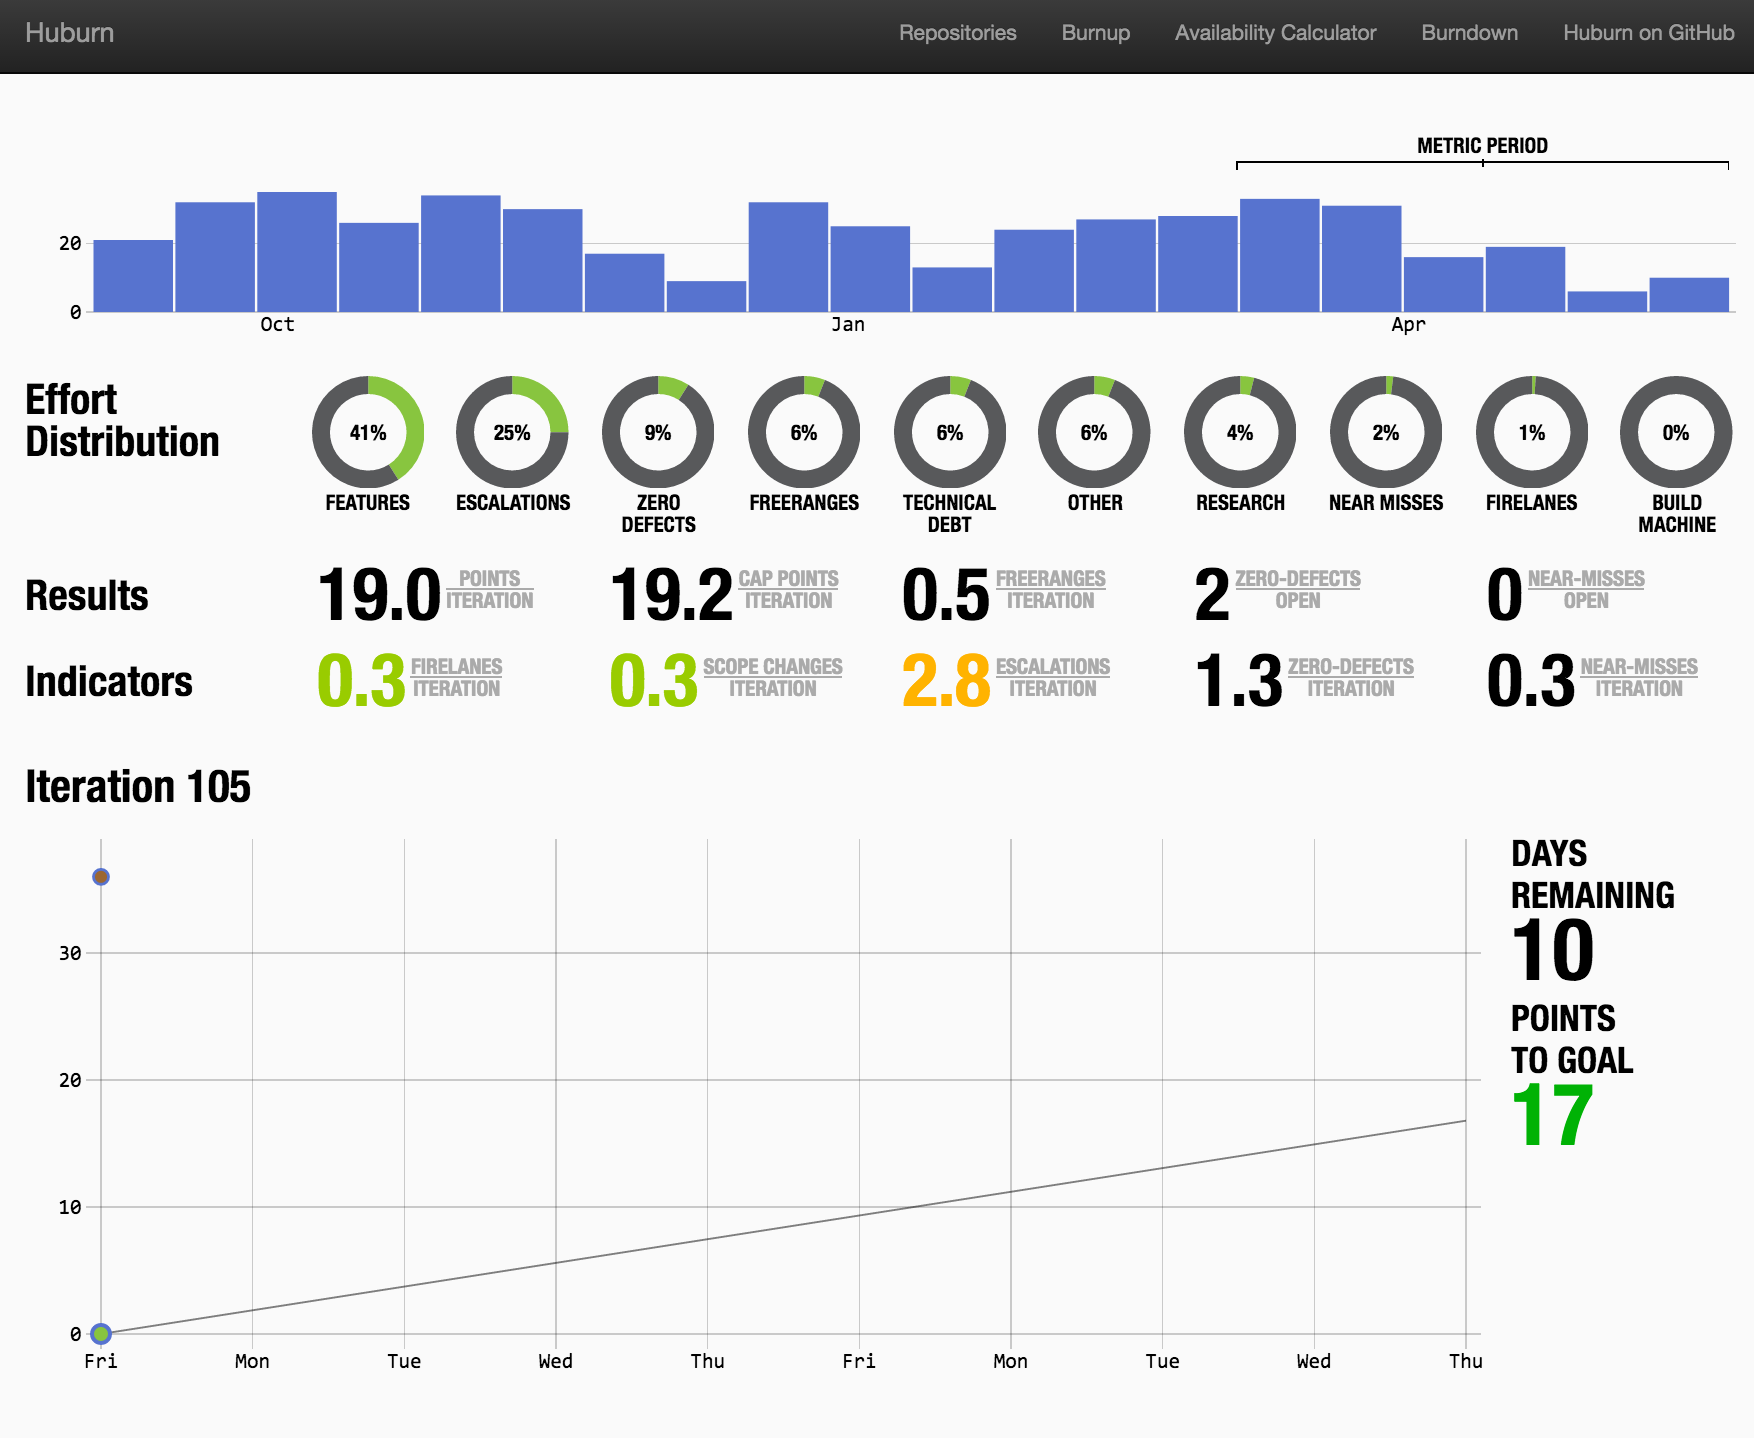 Huburn
Repositories
Burnup
Availability Calculator
Burndown
Huburn on GitHub
METRIC PERIOD
20
0
Oct
Jan
Apr
Effort
Distribution
41%
25%
9%
6%
6%
6%
4%
2%
1%
0%
FEATURES
ESCALATIONS
ZERO
DEFECTS
FREERANGES
TECHNICAL
DEBT
OTHER
RESEARCH
NEAR MISSES
FIRELANES
BUILD
MACHINE
Results
19.0
POINTS
ITERATION
19.2
CAP POINTS
ITERATION
0.5
FREERANGES
ITERATION
2
ZERO-DEFECTS
OPEN
0
NEAR-MISSES
OPEN
Indicators
0.3
FIRELANES
ITERATION
0.3
SCOPE CHANGES
ITERATION
2.8
ESCALATIONS
ITERATION
1.3
ZERO-DEFECTS
ITERATION
0.3
NEAR-MISSES
ITERATION
Iteration 105
30
20
10
0
Fri
Mon
Tue
Wed
Thu
Fri
Mon
Tue
Wed
Thu
DAYS
REMAINING
10
POINTS
TO GOAL
17